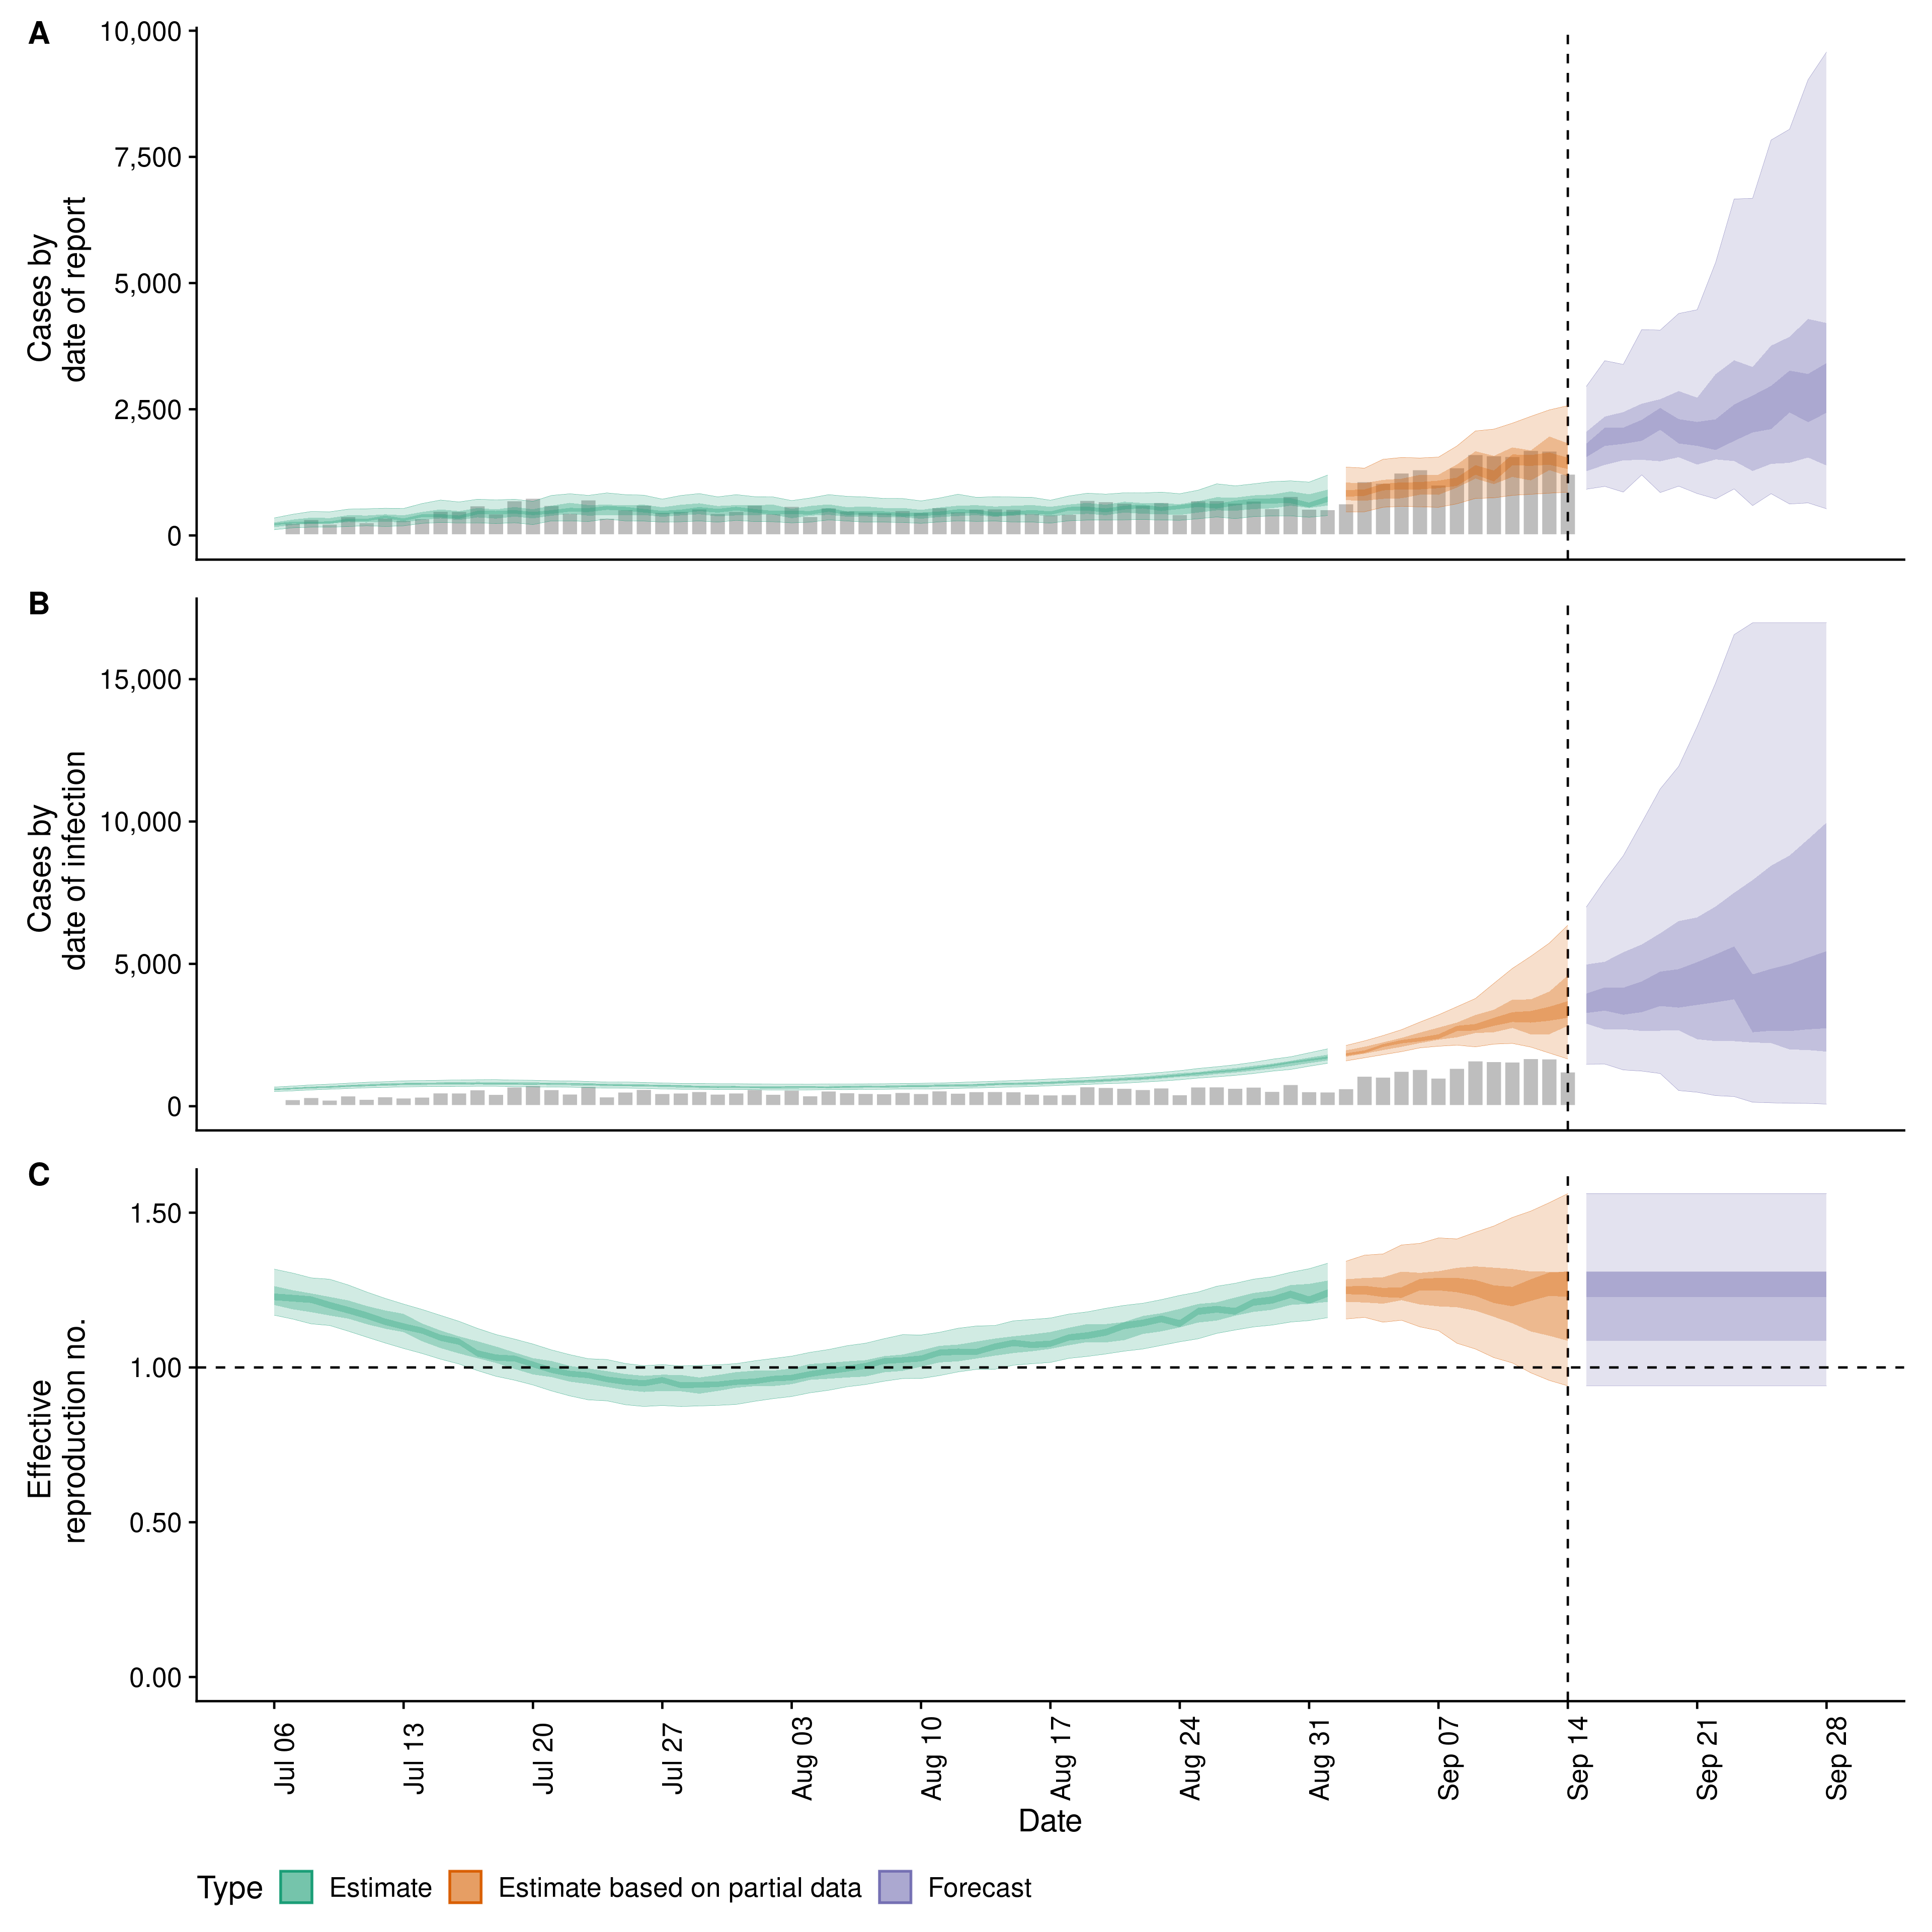 A
10,000
7,500
5,000
2,500
0
Cases by
date of report
B
15,000
10,000
5,000
0
Cases by
date of infection
C
1.50
1.00
0.50
0.00
Effective
reproduction no.
Jul 06
Jul 13
Jul 20
Jul 27
Aug 03
Aug 10
Aug 17
Aug 24
Aug 31
Sep 07
Sep 14
Sep 21
Sep 28
Date
Type Estimate Estimate based on partial data Forecast